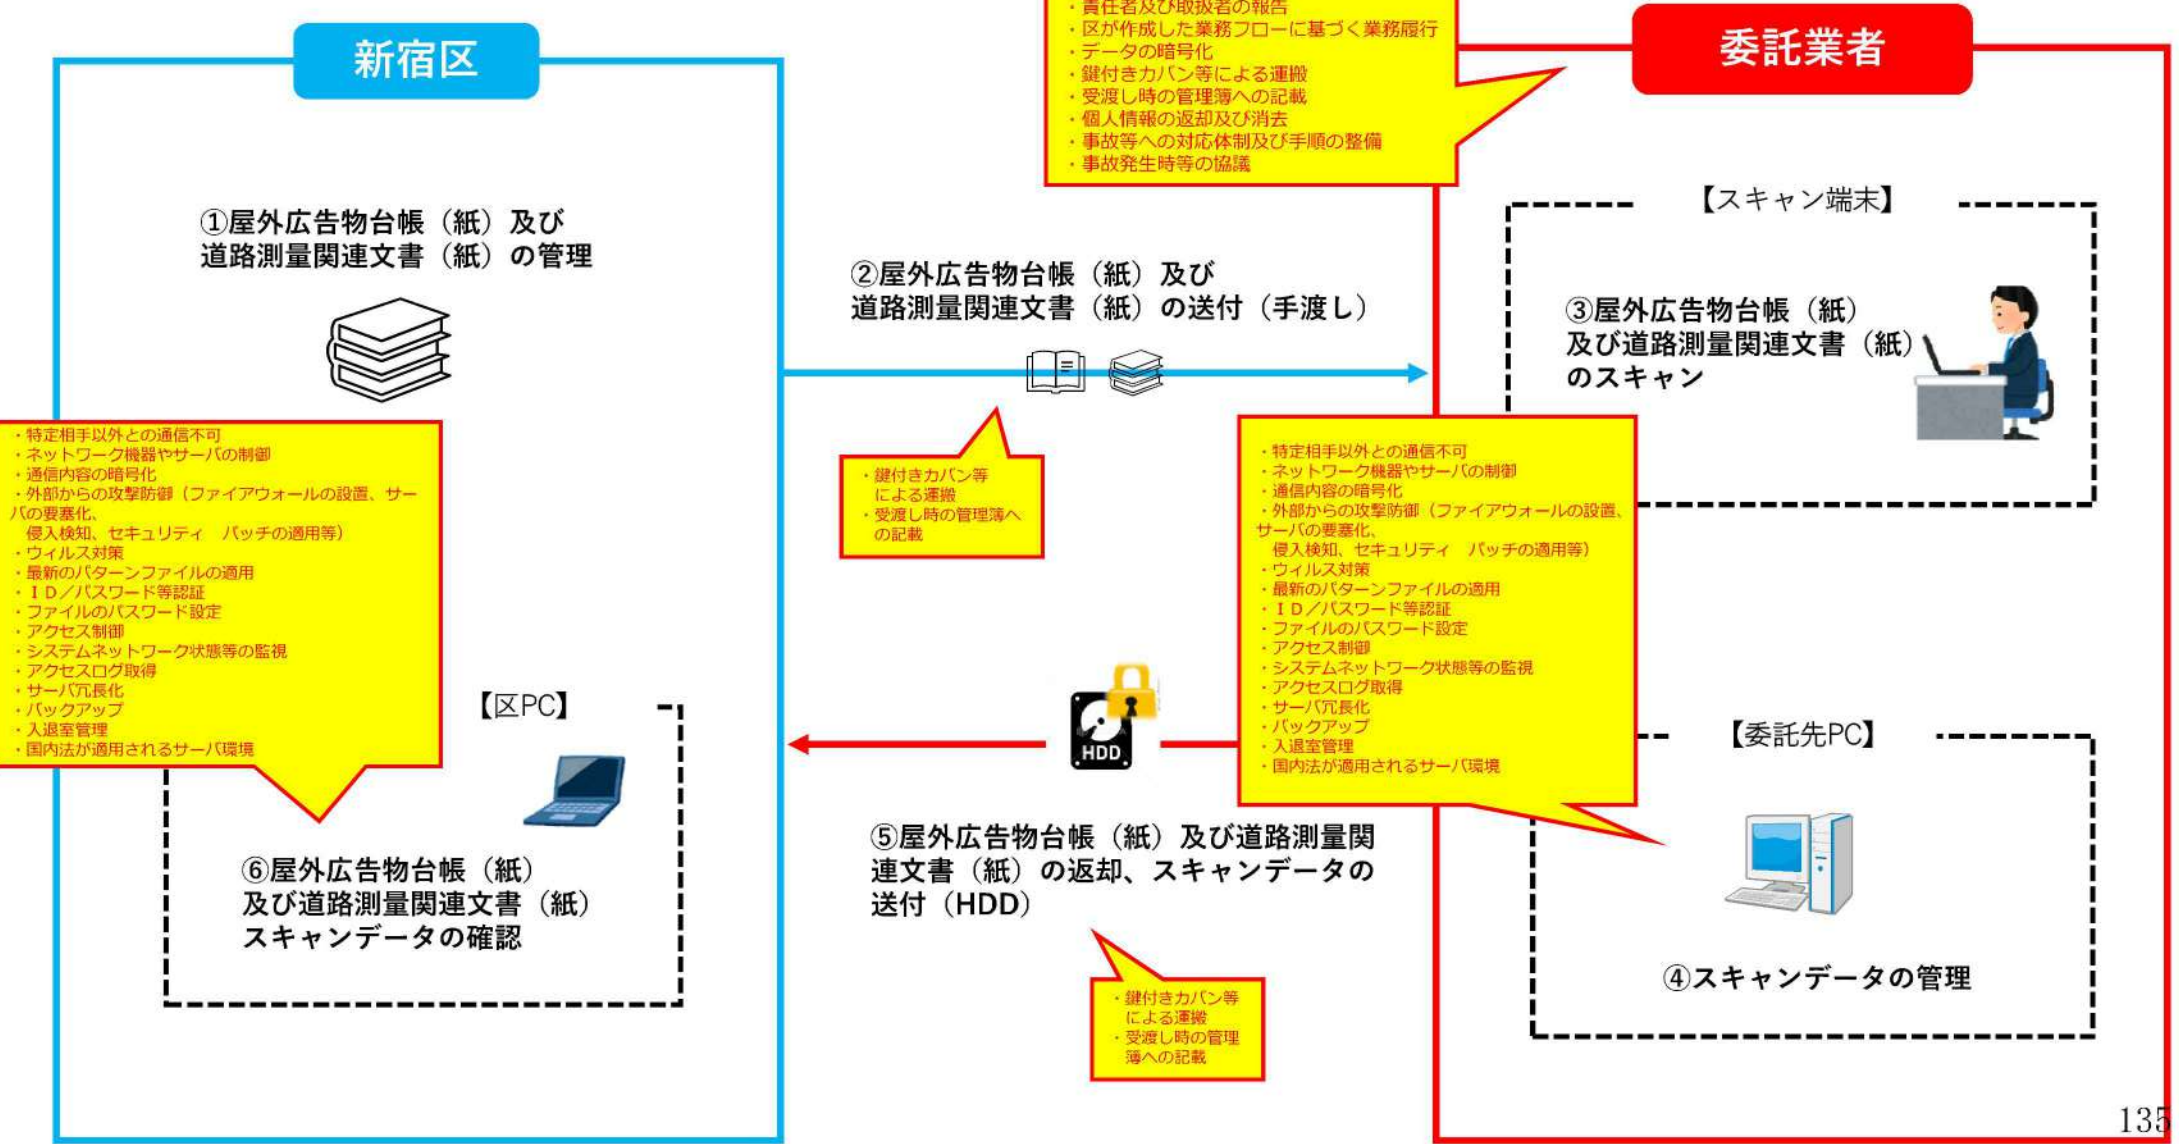 ・責任者及び取扱者の報告
・区が作成した業務フローに基づく業務履行
・データの暗号化
・鍵付きカバン等による運搬
・受渡し時の管理簿への記載
・個人情報の返却及び消去
・事故等への対応体制及び手順の整備
・事故発生時等の協議
新宿区
委託業者
①屋外広告物台帳（紙）及び
道路測量関連文書（紙）の管理
②屋外広告物台帳（紙）及び
道路測量関連文書（紙）の送付（手渡し）
・鍵付きカバン等
による運搬
・受渡し時の管理簿へ
の記載
【スキャン端末】
③屋外広告物台帳（紙）
及び道路測量関連文書（紙）
のスキャン
・特定相手以外との通信不可
・ネットワーク機器やサーバの制御
・通信内容の暗号化
・外部からの攻撃防御（ファイアウォールの設置、
サーバの要塞化、
侵入検知、セキュリティ　パッチの適用等）
・ウィルス対策
・最新のパターンファイルの適用
・ＩＤ／パスワード等認証
・ファイルのパスワード設定
・アクセス制御
・システムネットワーク状態等の監視
・アクセスログ取得
・サーバ冗長化
・バックアップ
・入退室管理
・国内法が適用されるサーバ環境
【委託先PC】
④スキャンデータの管理
HDD
⑤屋外広告物台帳（紙）及び道路測量関
連文書（紙）の返却、スキャンデータの
送付（HDD）
・鍵付きカバン等
による運搬
・受渡し時の管理
簿への記載
・特定相手以外との通信不可
・ネットワーク機器やサーバの制御
・通信内容の暗号化
・外部からの攻撃防御（ファイアウォールの設置、サー
バの要塞化、
侵入検知、セキュリティ　パッチの適用等）
・ウィルス対策
・最新のパターンファイルの適用
・ＩＤ／パスワード等認証
・ファイルのパスワード設定
・アクセス制御
・システムネットワーク状態等の監視
・アクセスログ取得
・サーバ冗長化
・バックアップ
・入退室管理
・国内法が適用されるサーバ環境
【区PC】
⑥屋外広告物台帳（紙）
及び道路測量関連文書（紙）
スキャンデータの確認
135